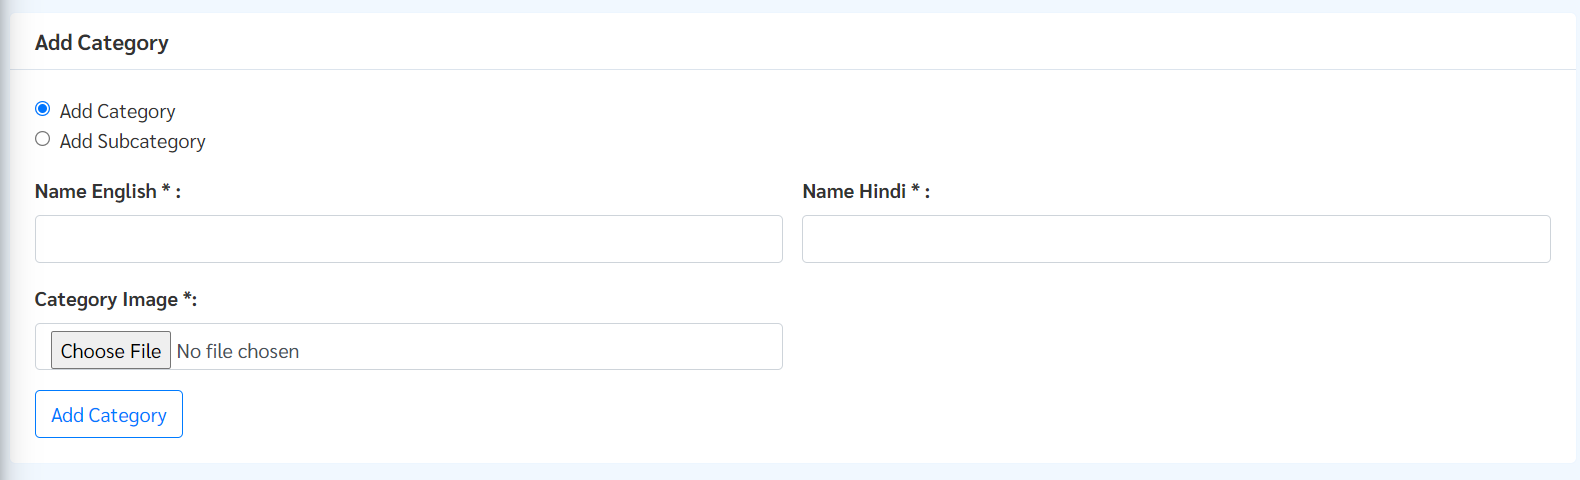 Add Category
Add Category
Add Subcategory
Name English * :
Name Hindi * :
Category Image *:
Choose File No file chosen
Add Category